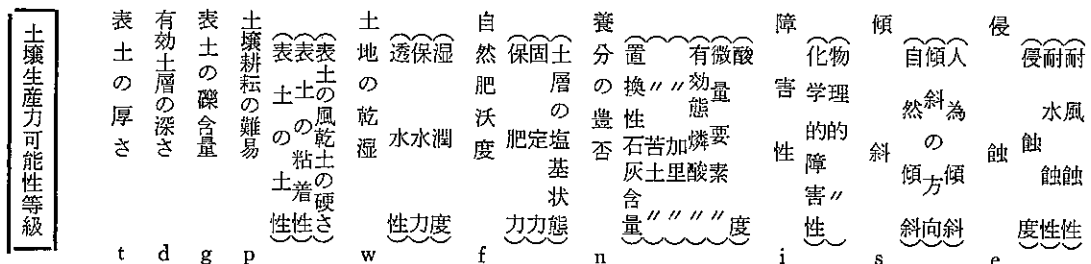 土壌生産力可能性等級
表土の厚さ t
有効土層の深さ d
表土の礫含量 g
土壌耕耘の難易 p
(表土の土性)
(表土の粘着性)
(表土の風乾土の硬さ)
土地の乾湿 w
(透水性)
(保水力)
(湿潤度)
自然肥沃度 f
(保肥力)
(固定力)
(土層の塩基状態)
養分の豊否 n
(置換性石灰含量)
(〃苦土〃)
(〃加里〃)
(有効態燐酸〃)
(微量要素〃)
(酸度)
障害性 i
(化学的障害性)
(物理的〃)
傾斜 s
(自然傾斜)
(傾斜の方向)
(人為傾斜)
侵蝕 e
(侵蝕度)
(耐水蝕性)
(耐風蝕性)